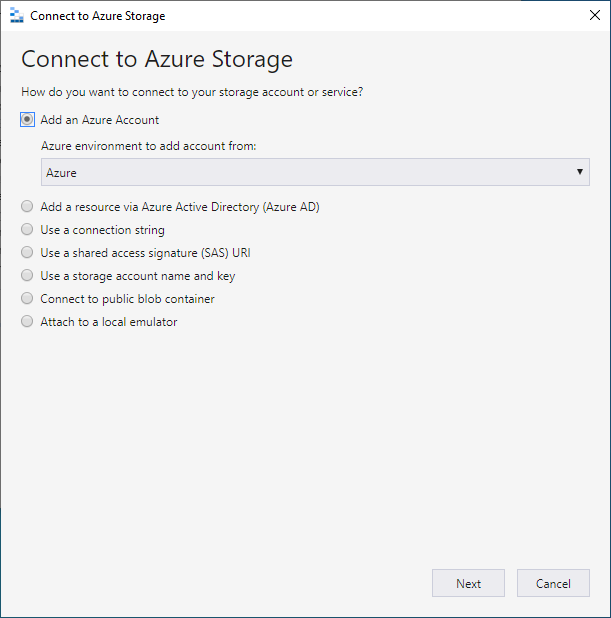 Connect to Azure Storage
Connect to Azure Storage
How do you want to connect to your storage account or service?
Add an Azure Account
Azure environment to add account from:
Azure
Add a resource via Azure Active Directory (Azure AD)
Use a connection string
Use a shared access signature (SAS) URI
Use a storage account name and key
Connect to public blob container
Attach to a local emulator
Next Cancel